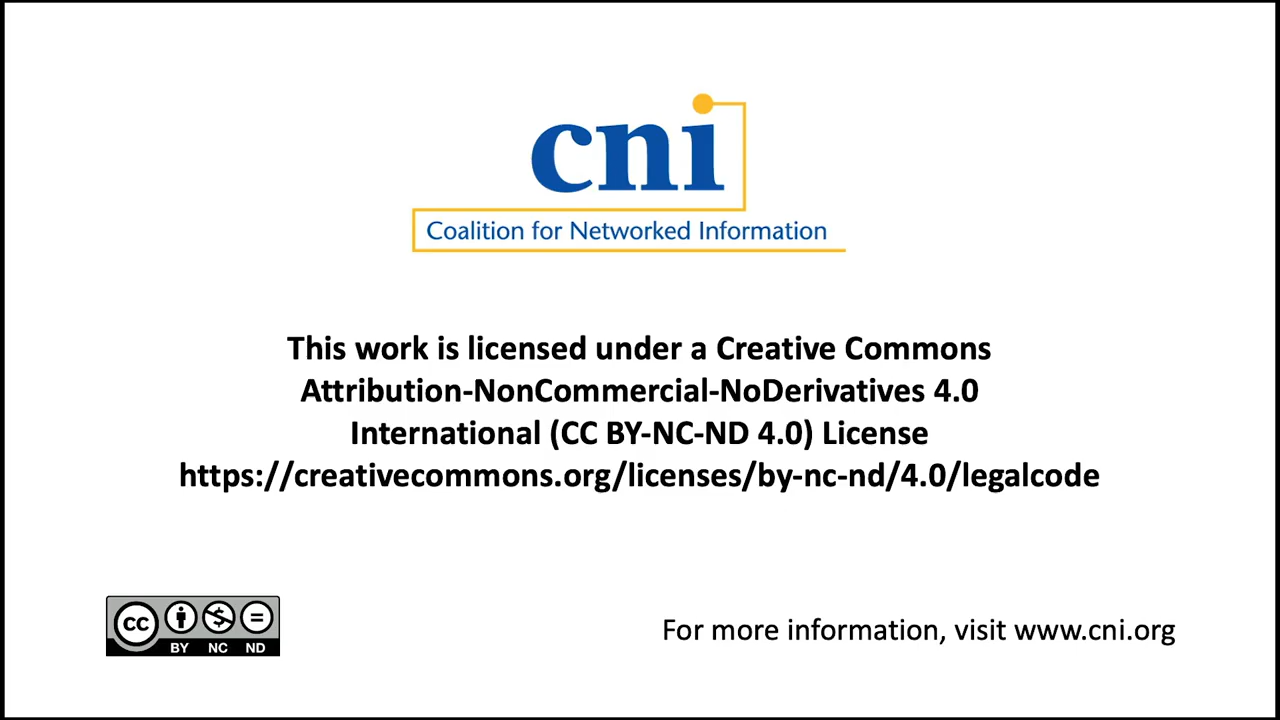 cni
Coalition for Networked Information
This work is licensed under a Creative Commons
Attribution-NonCommercial-NoDerivatives 4.0
International (CC BY-NC-ND 4.0) License
https://creativecommons.org/licenses/by-nc-nd/4.0/legalcode
cc
BY NC ND
For more information, visit www.cni.org